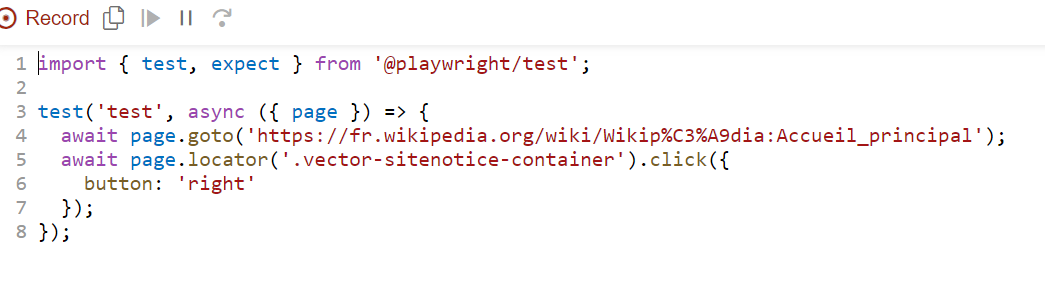 Record
1 import { test, expect } from '@playwright/test';
2
3 test('test', async ({ page }) => {
4   await page.goto('https://fr.wikipedia.org/wiki/Wikip%C3%A9dia:Accueil_principal');
5   await page.locator('.vector-sitenotice-container').click({
6     button: 'right'
7   });
8 });